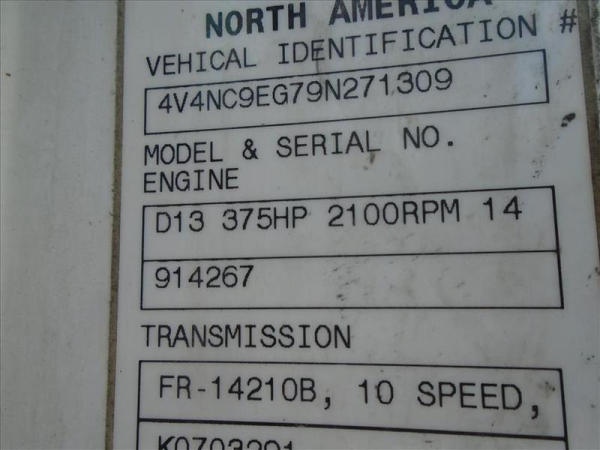 NORTH AMERICA
VEHICAL IDENTIFICATION #
4V4NC9EG79N271309
MODEL & SERIAL NO.
ENGINE
D13 375HP 2100RPM 14
914267
TRANSMISSION
FR-14210B, 10 SPEED,
K0703291